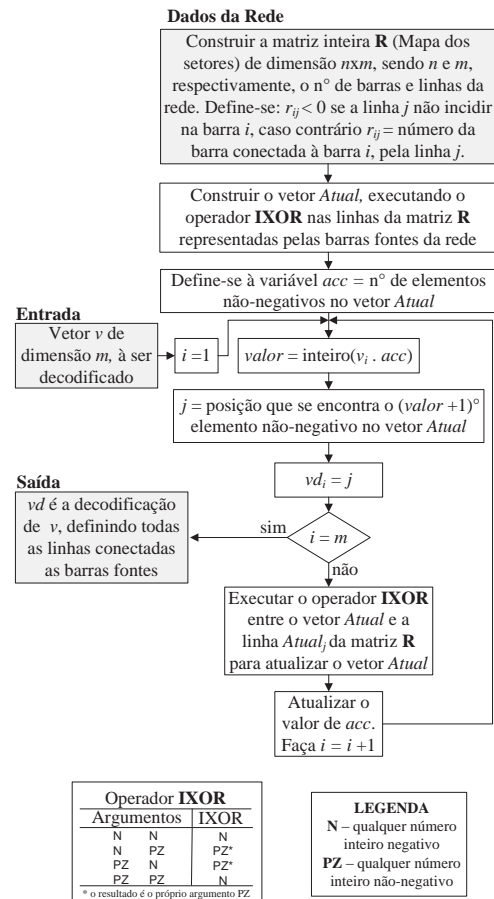 Dados da Rede
Construir a matriz inteira R (Mapa dos
setores) de dimensão nxm, sendo n e m,
respectivamente, o n° de barras e linhas da
rede. Define-se: rij < 0 se a linha j não incidir
na barra i, caso contrário rij = número da
barra conectada à barra i, pela linha j.
Construir o vetor Atual, executando o
operador IXOR nas linhas da matriz R
representadas pelas barras fontes da rede
Define-se à variável acc = n° de elementos
não-negativos no vetor Atual
Entrada
Vetor v de
dimensão m, à ser
decodificado
i =1
valor = inteiro(vi . acc)
j = posição que se encontra o (valor +1)°
elemento não-negativo no vetor Atual
vdi = j
Saída
vd é a decodificação
de v, definindo todas
as linhas conectadas
as barras fontes
sim
i = m
não
Executar o operador IXOR
entre o vetor Atual e a
linha Atualj da matriz R
para atualizar o vetor Atual
Atualizar o
valor de acc.
Faça i = i +1
Operador IXOR
Argumentos IXOR
N N N
N PZ PZ*
PZ N PZ*
PZ PZ N
* o resultado é o próprio argumento PZ
LEGENDA
N – qualquer número
inteiro negativo
PZ – qualquer número
inteiro não-negativo